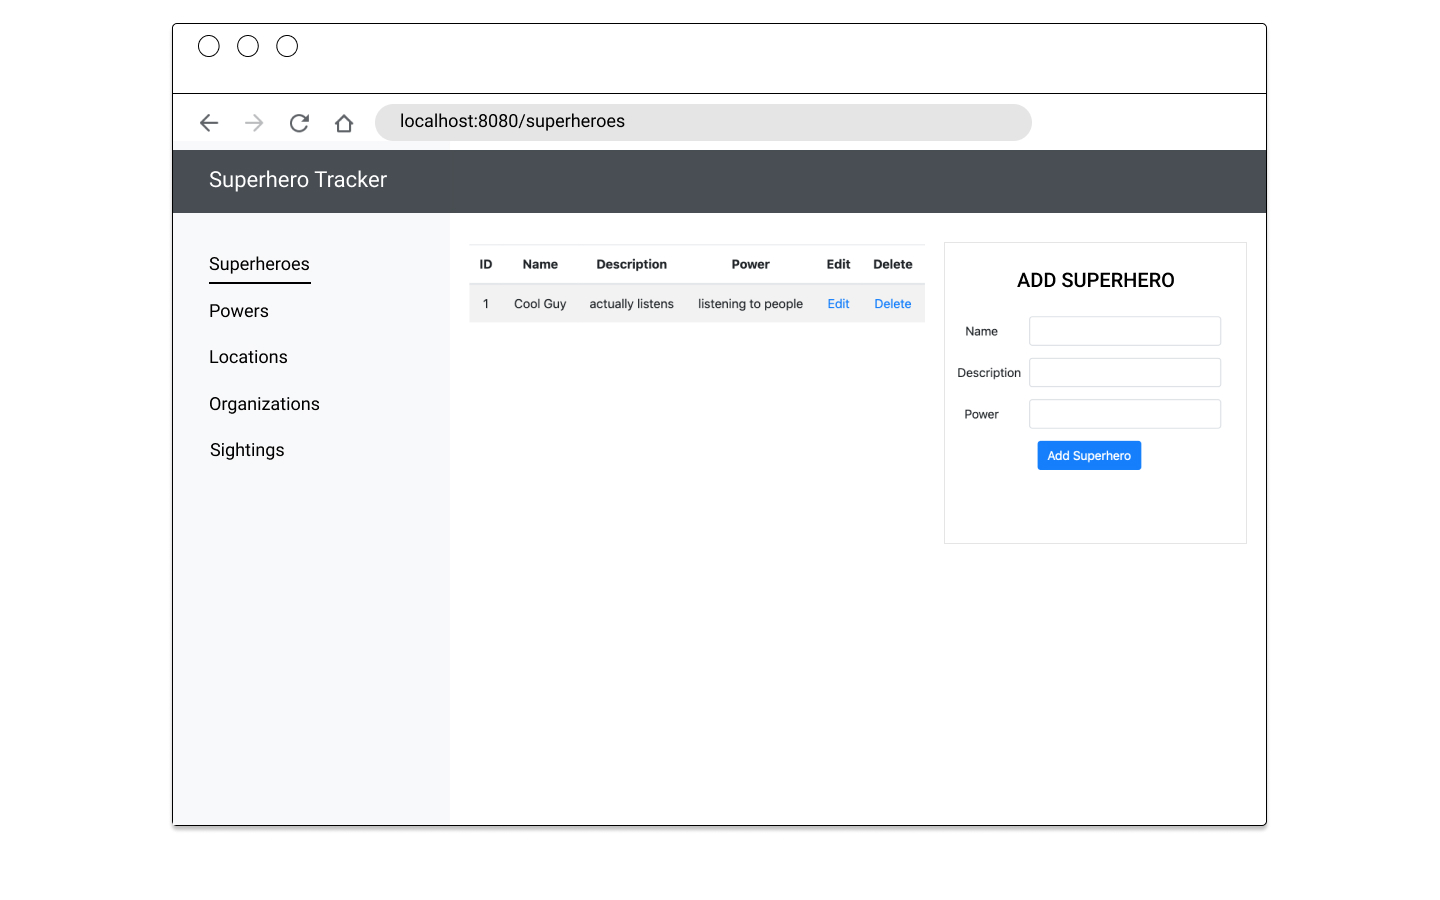 localhost:8080/superheroes
Superhero Tracker
Superheroes
Powers
Locations
Organizations
Sightings
ID Name Description Power Edit Delete
1 Cool Guy actually listens listening to people Edit Delete
ADD SUPERHERO
Name
Description
Power
Add Superhero